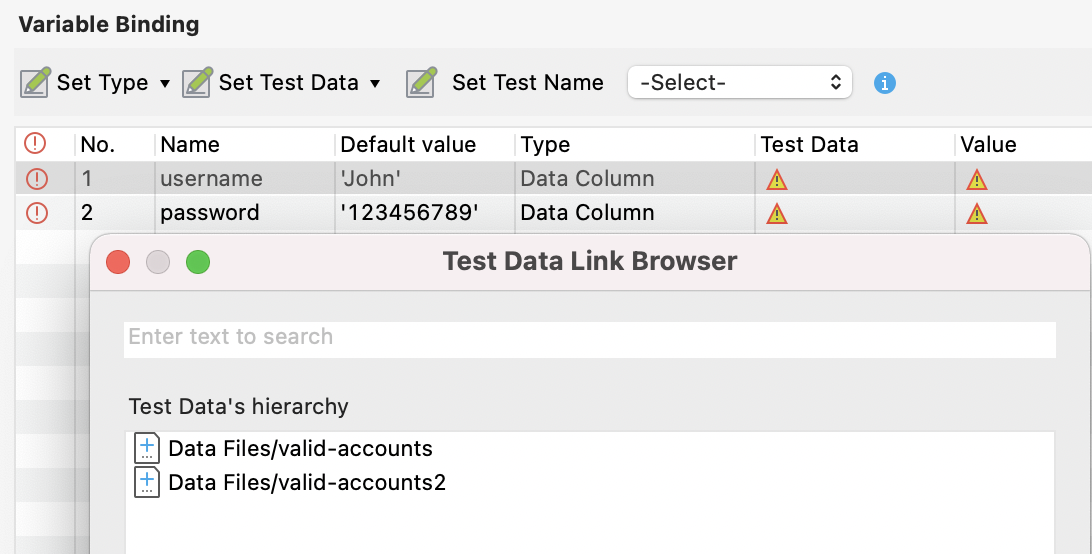 Variable Binding
Set Type Set Test Data Set Test Name -Select-
No. Name Default value Type Test Data Value
1 username 'John' Data Column
2 password '123456789' Data Column
Test Data Link Browser
Enter text to search
Test Data's hierarchy
Data Files/valid-accounts
Data Files/valid-accounts2